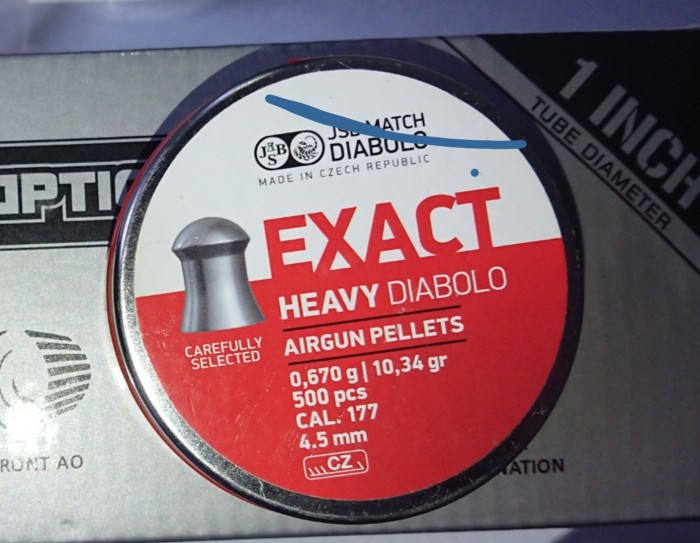 OPTIC
1 INCH
TUBE DIAMETER
JSB
JSB MATCH
DIABOLO
MADE IN CZECH REPUBLIC
EXACT
HEAVY DIABOLO
AIRGUN PELLETS
CAREFULLY
SELECTED
0,670 g | 10,34 gr
500 pcs
CAL. 177
4.5 mm
CZ
RONT AO
NATION